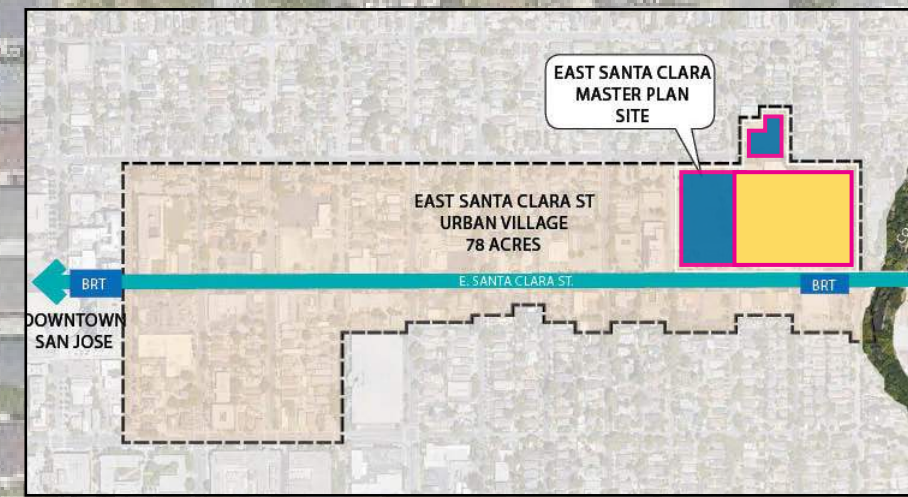 EAST SANTA CLARA
MASTER PLAN
SITE
EAST SANTA CLARA ST
URBAN VILLAGE
78 ACRES
BRT
E. SANTA CLARA ST.
BRT
DOWNTOWN
SAN JOSE